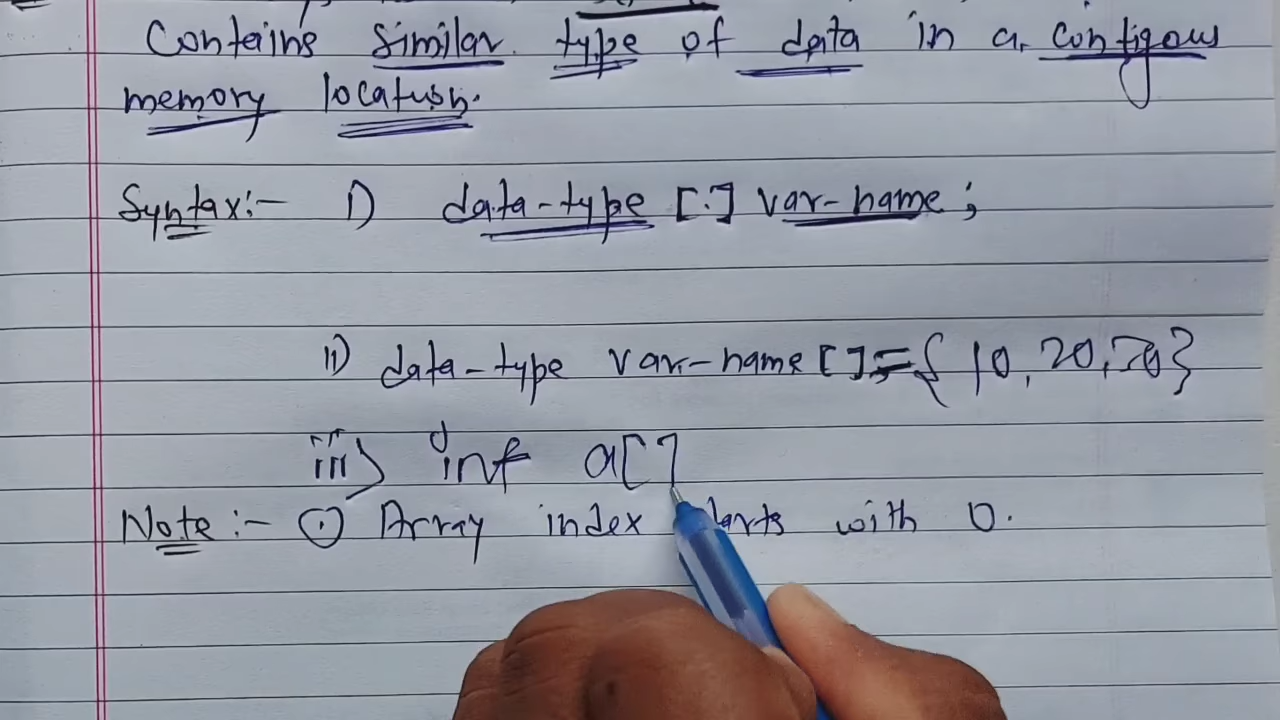 Contains similar type of data in a contigous
memory location.
Syntax:- i) data-type [.] var-name;
ii) data-type var-name[];={ 10, 20, 30}
iii) int a[]
Note :- ① Array index starts with 0.